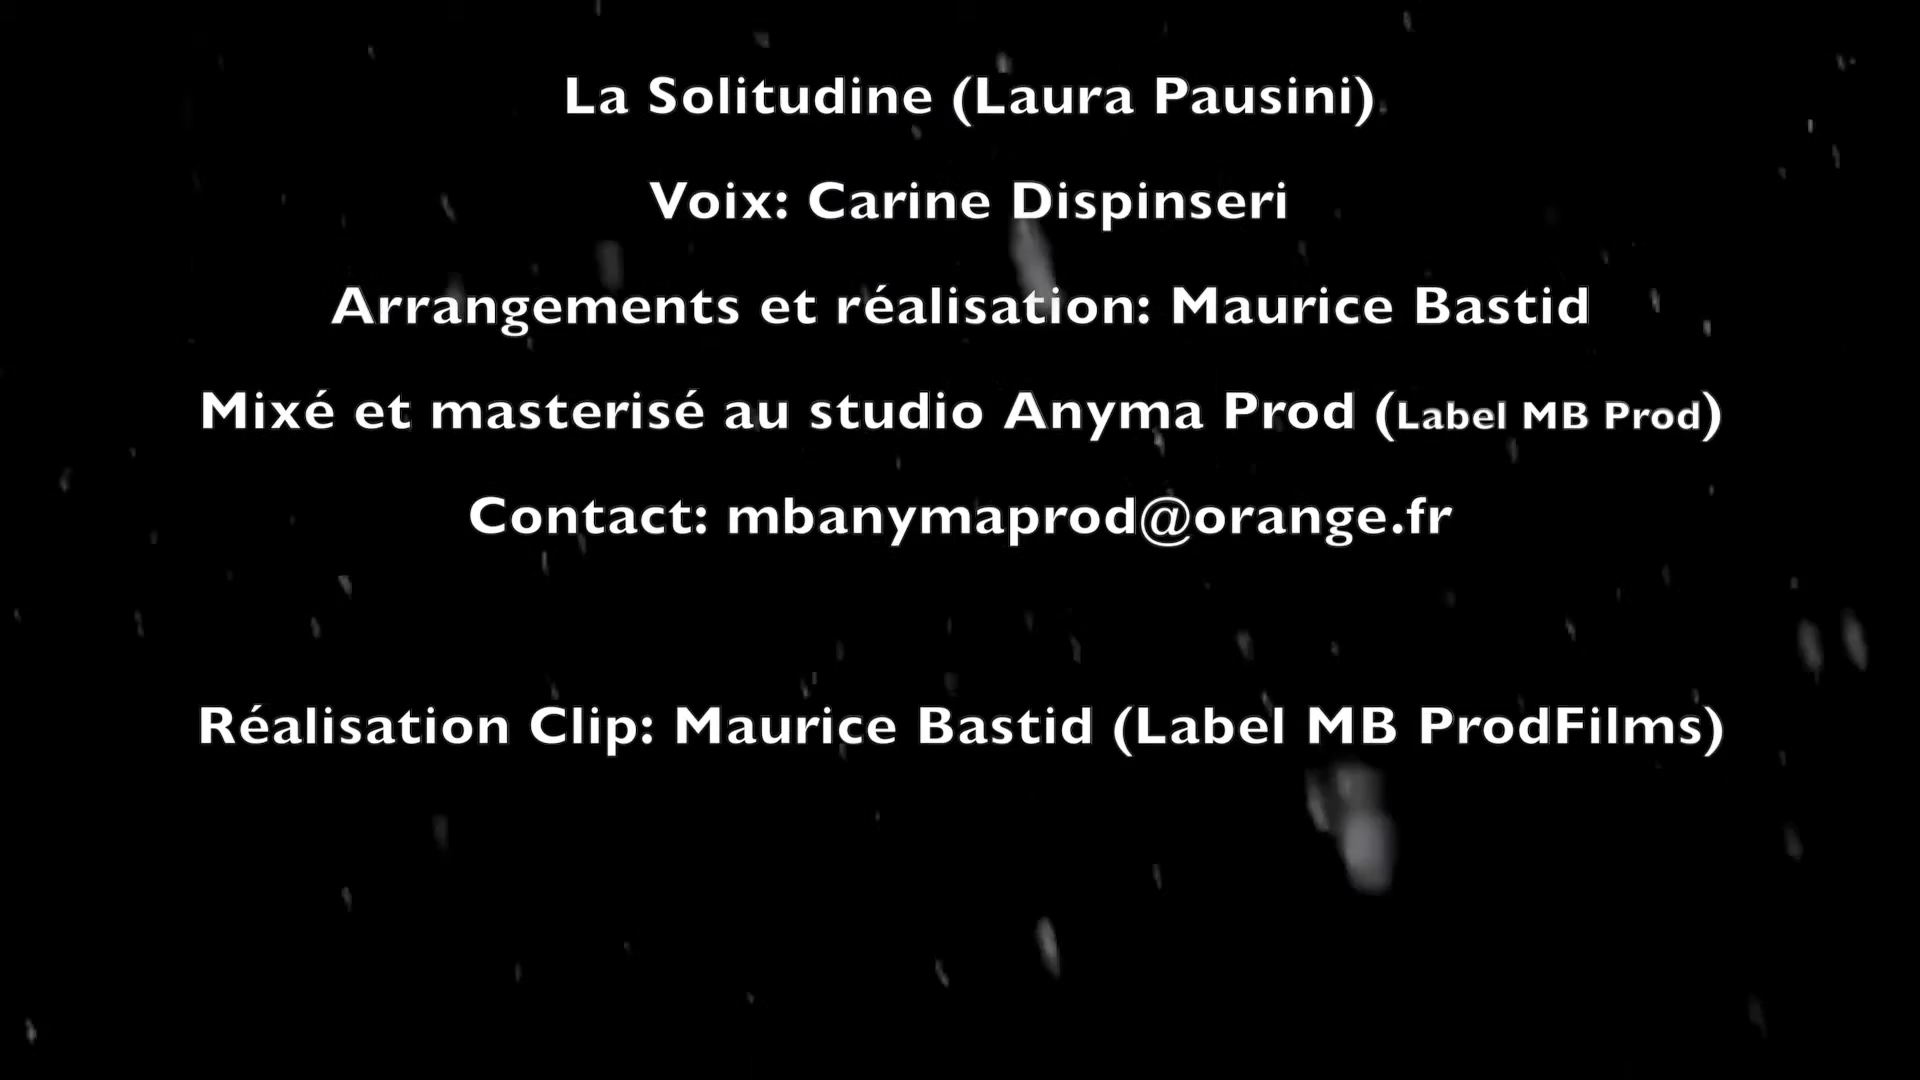 La Solitudine (Laura Pausini)
Voix: Carine Dispinseri
Arrangements et réalisation: Maurice Bastid
Mixé et masterisé au studio Anyma Prod (Label MB Prod)
Contact: mbanymaprod@orange.fr
Réalisation Clip: Maurice Bastid (Label MB ProdFilms)